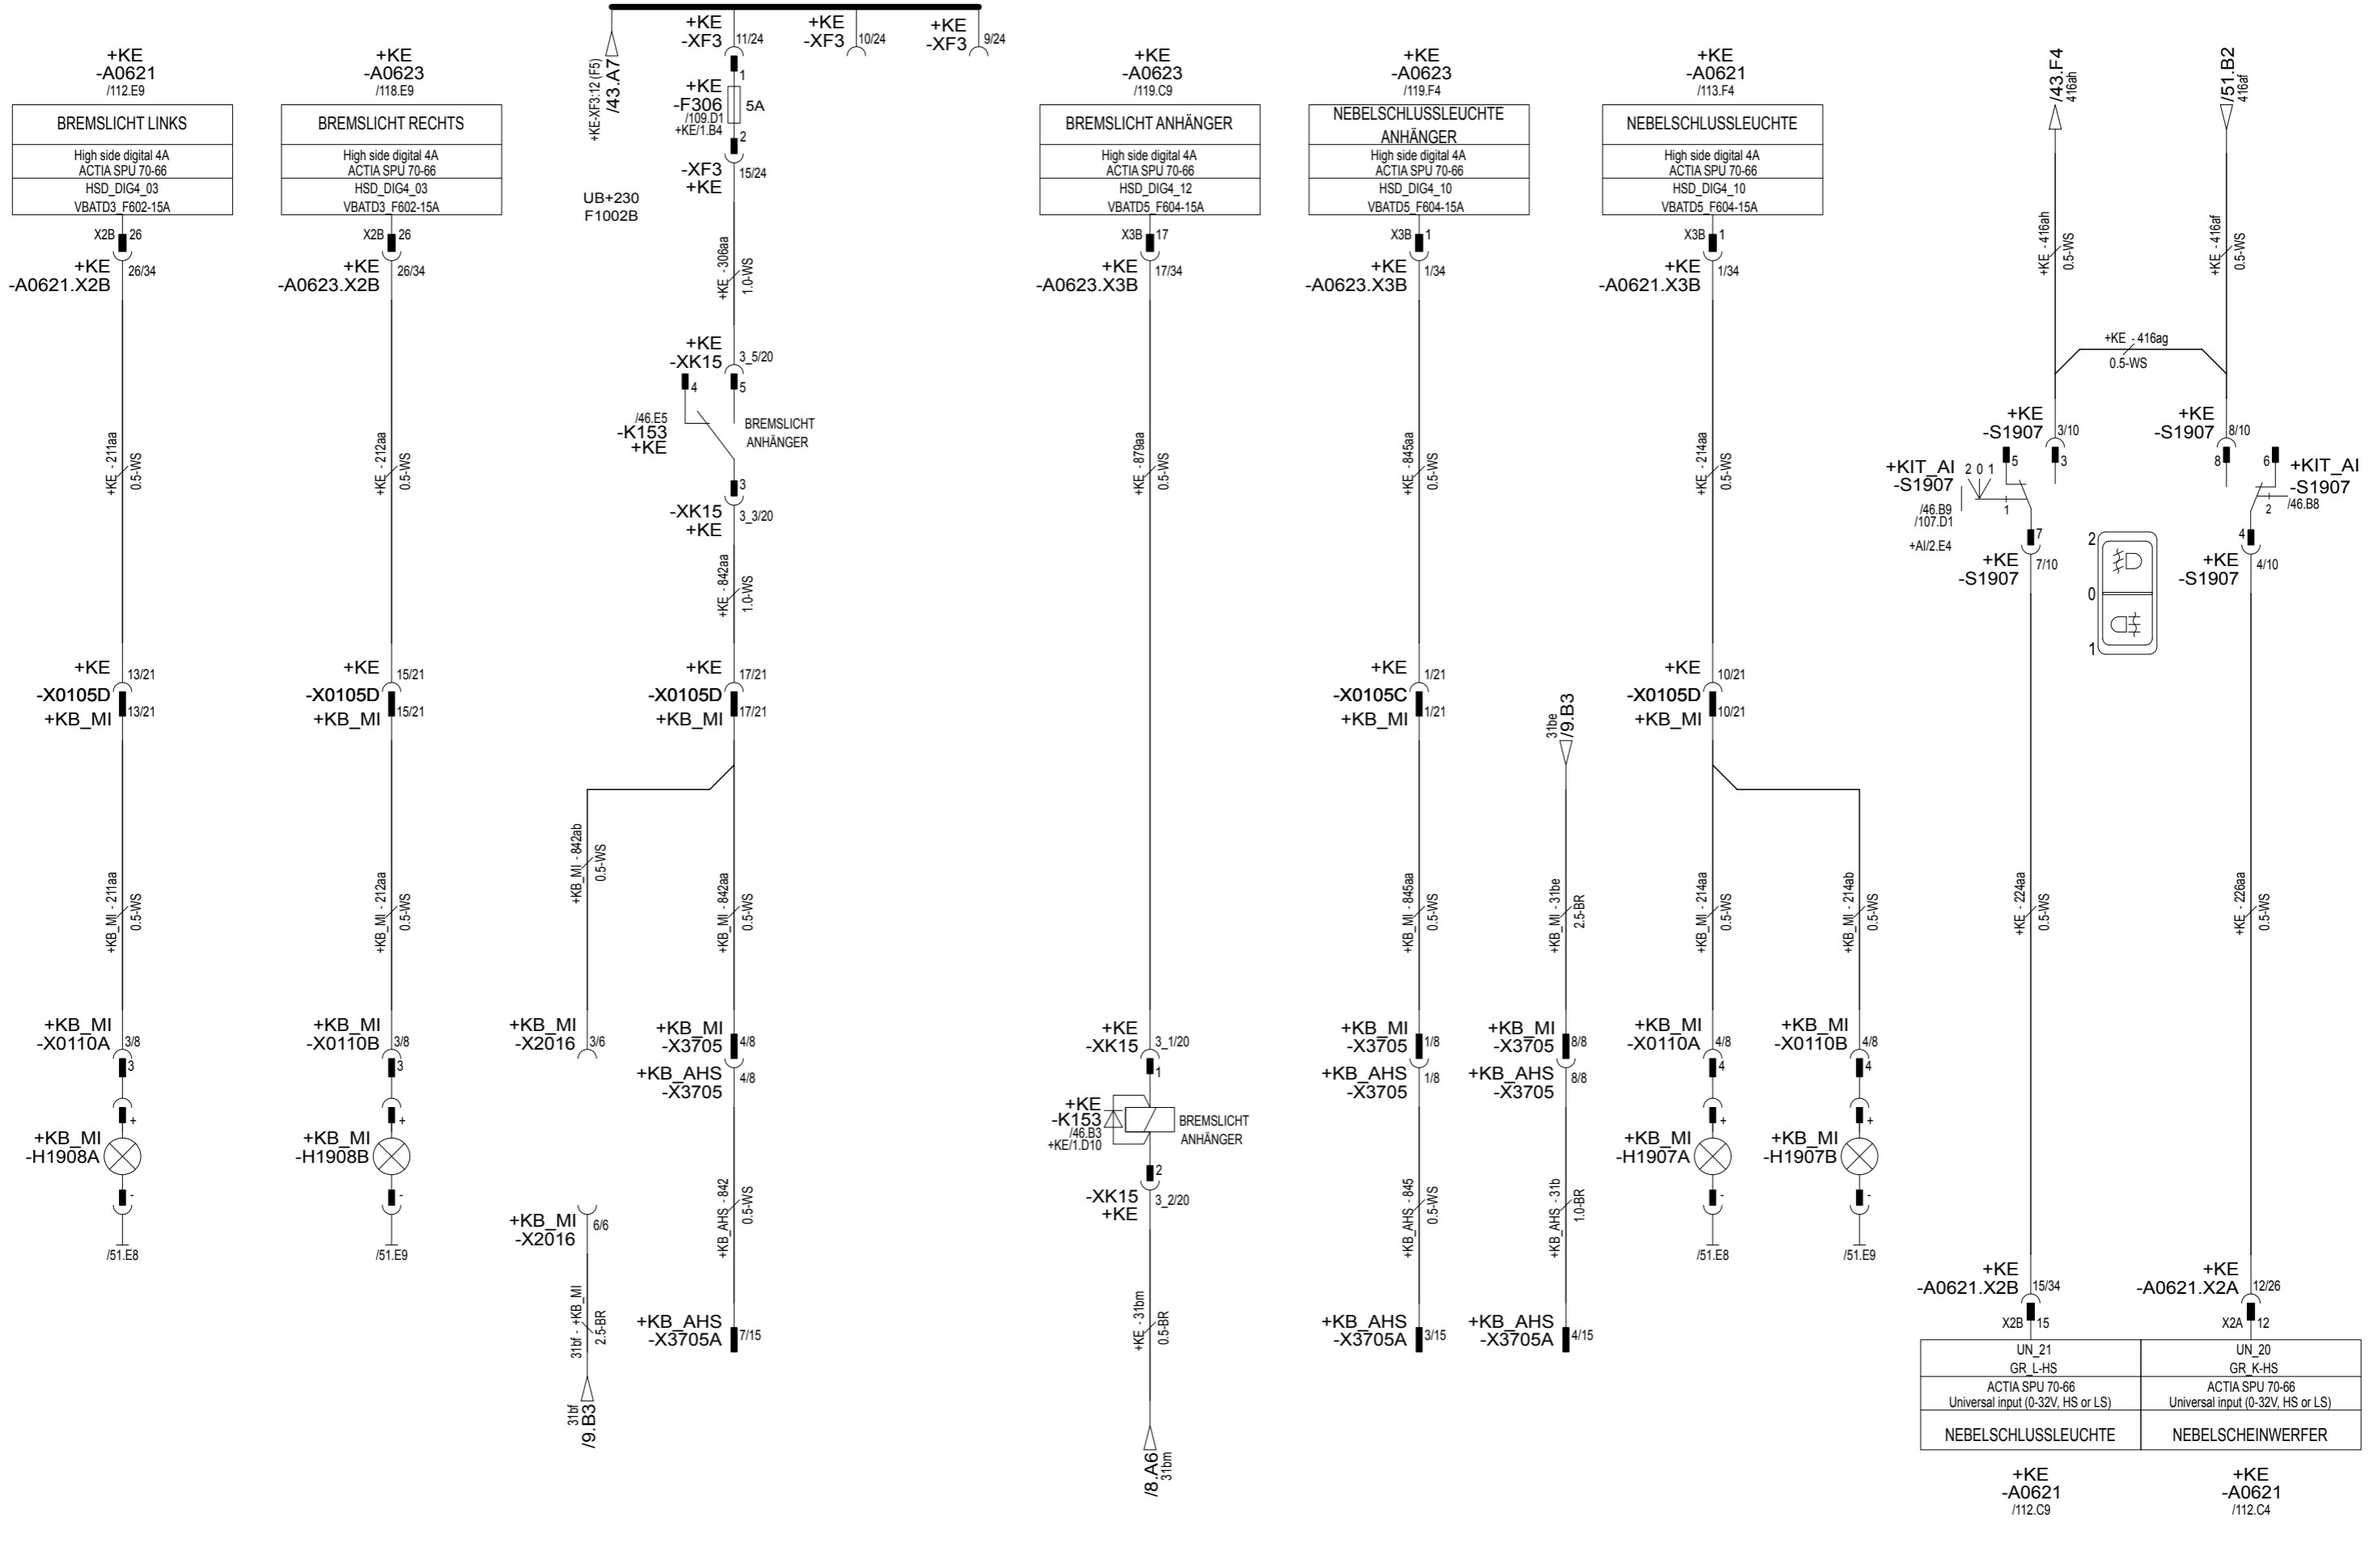 +KE
-A0621
/112.E9
BREMSLICHT LINKS
High side digital 4A
ACTIA SPU 70-66
HSD_DIG4_03
VBATD3_F602-15A
X2B 26
+KE 26/34
-A0621.X2B
+KE - 211aa
0.5-WS
+KE 13/21
-X0105D
+KB_MI 13/21
+KB_MI - 211aa
0.5-WS
+KB_MI
-X0110A 3/8
3
+
+KB_MI
-H1908A
-
/51.E8
+KE
-A0623
/118.E9
BREMSLICHT RECHTS
High side digital 4A
ACTIA SPU 70-66
HSD_DIG4_03
VBATD3_F602-15A
X2B 26
+KE 26/34
-A0623.X2B
+KE - 212aa
0.5-WS
+KE 15/21
-X0105D
+KB_MI 15/21
+KB_MI - 212aa
0.5-WS
+KB_MI
-X0110B 3/8
3
+
+KB_MI
-H1908B
-
/51.E9
+KE-XF3:12 (F5)
/43.A7
+KE
-XF3 11/24
+KE
-XF3 10/24
+KE
-XF3 9/24
1
+KE
-F306 5A
/109.D1
+KE/1.B4
2
-XF3 15/24
+KE
UB+230
F1002B
+KE - 306aa
1.0-WS
+KE
-XK15 3_5/20
4
5
/46.E5
-K153
+KE
BREMSLICHT
ANHÄNGER
3
-XK15 3_3/20
+KE
+KE - 842aa
1.0-WS
+KE 17/21
-X0105D
+KB_MI 17/21
+KB_MI - 842ab
0.5-WS
+KB_MI - 842aa
0.5-WS
+KB_MI
-X2016 3/6
+KB_MI
-X3705 4/8
+KB_AHS
-X3705 4/8
+KB_MI
-X2016 6/6
31bf - +KB_MI
2.5-BR
31bf
/9.B3
+KB_AHS - 842
0.5-WS
+KB_AHS
-X3705A 7/15
+KE
-A0623
/119.C9
BREMSLICHT ANHÄNGER
High side digital 4A
ACTIA SPU 70-66
HSD_DIG4_12
VBATD5_F604-15A
X3B 17
+KE 17/34
-A0623.X3B
+KE - 879aa
0.5-WS
+KE
-XK15 3_1/20
1
+KE
-K153
/46.B3
+KE/1.D10
BREMSLICHT
ANHÄNGER
2
-XK15 3_2/20
+KE
+KE - 31bm
0.5-BR
/8.A6
31bm
+KE
-A0623
/119.F4
NEBELSCHLUSSLEUCHTE
ANHÄNGER
High side digital 4A
ACTIA SPU 70-66
HSD_DIG4_10
VBATD5_F604-15A
X3B 1
+KE 1/34
-A0623.X3B
+KE - 845aa
0.5-WS
+KE 1/21
-X0105C
+KB_MI 1/21
+KB_MI - 845aa
0.5-WS
+KB_MI
-X3705 1/8
+KB_AHS
-X3705 1/8
+KB_AHS - 845
0.5-WS
+KB_AHS
-X3705A 3/15
31be
/9.B3
+KB_MI - 31be
2.5-BR
+KB_MI
-X3705 8/8
+KB_AHS
-X3705 8/8
+KB_AHS - 31b
1.0-BR
+KB_AHS
-X3705A 4/15
+KE
-A0621
/113.F4
NEBELSCHLUSSLEUCHTE
High side digital 4A
ACTIA SPU 70-66
HSD_DIG4_10
VBATD5_F604-15A
X3B 1
+KE 1/34
-A0621.X3B
+KE - 214aa
0.5-WS
+KE 10/21
-X0105D
+KB_MI 10/21
+KB_MI - 214aa
0.5-WS
+KB_MI - 214ab
0.5-WS
+KB_MI
-X0110A 4/8
4
+
+KB_MI
-H1907A
-
/51.E8
+KB_MI
-X0110B 4/8
4
+
+KB_MI
-H1907B
-
/51.E9
/43.F4
416ah
+KE - 416ah
0.5-WS
/51.B2
416af
+KE - 416af
0.5-WS
+KE - 416ag
0.5-WS
+KE
-S1907 3/10
5
3
+KIT_AI 2 0 1
-S1907
/46.B9
/107.D1
+AI/2.E4
1
7
+KE 7/10
-S1907
+KE
-S1907 8/10
8
6
+KIT_AI
-S1907
/46.B8
2
4
+KE 4/10
-S1907
2
0
1
+KE - 224aa
0.5-WS
+KE - 226aa
0.5-WS
+KE
-A0621.X2B 15/34
X2B 15
UN_21
GR_L-HS
ACTIA SPU 70-66
Universal input (0-32V, HS or LS)
NEBELSCHLUSSLEUCHTE
+KE
-A0621
/112.C9
+KE
-A0621.X2A 12/26
X2A 12
UN_20
GR_K-HS
ACTIA SPU 70-66
Universal input (0-32V, HS or LS)
NEBELSCHEINWERFER
+KE
-A0621
/112.C4